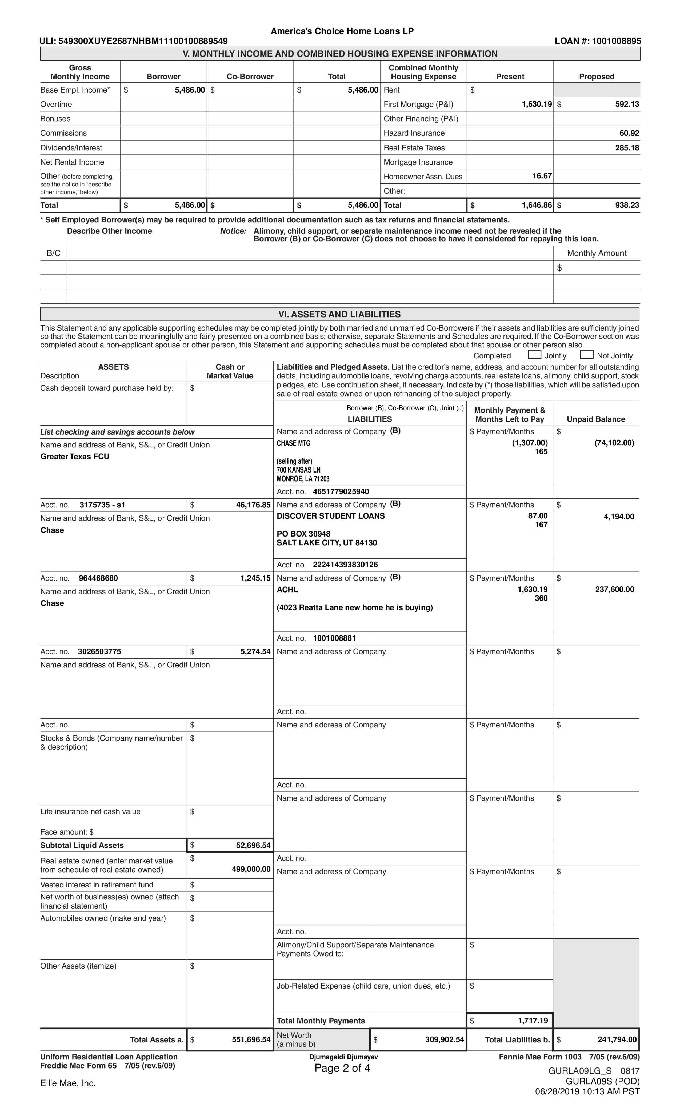 America's Choice Home Loans LP
ULI: 549300XUYE2687NHBM11100100889549 LOAN #: 1001008895
V. MONTHLY INCOME AND COMBINED HOUSING EXPENSE INFORMATION
Gross Monthly Income Borrower Co-Borrower Total Combined Monthly Housing Expense Present Proposed
Base Empl. Income* $ 5,486.00 $ $ 5,486.00 Rent $
Overtime First Mortgage (P&I) 1,630.19 $ 592.13
Bonuses Other Financing (P&I)
Commissions Hazard Insurance 60.92
Dividends/Interest Real Estate Taxes 285.18
Net Rental Income Mortgage Insurance
Other (before completing, see the notice in "describe other income," below) Homeowner Assn. Dues 16.67
Other:
Total $ 5,486.00 $ $ 5,486.00 Total $ 1,646.86 $ 938.23
* Self Employed Borrower(s) may be required to provide additional documentation such as tax returns and financial statements.
Describe Other Income Notice: Alimony, child support, or separate maintenance income need not be revealed if the
Borrower (B) or Co-Borrower (C) does not choose to have it considered for repaying this loan.
B/C Monthly Amount
$
VI. ASSETS AND LIABILITIES
This Statement and any applicable supporting schedules may be completed jointly by both married and unmarried Co-Borrowers if their assets and liabilities are sufficiently joined
so that the Statement can be meaningfully and fairly presented on a combined basis; otherwise, separate Statements and Schedules are required. If the Co-Borrower section was
completed about a non-applicant spouse or other person, this Statement and supporting schedules must be completed about that spouse or other person also.
Completed Jointly Not Jointly
ASSETS
Description
Cash or Market Value
Cash deposit toward purchase held by: $
Liabilities and Pledged Assets. List the creditor's name, address, and account number for all outstanding
debts, including automobile loans, revolving charge accounts, real estate loans, alimony, child support, stock
pledges, etc. Use continuation sheet, if necessary. Indicate by (*) those liabilities, which will be satisfied upon
sale of real estate owned or upon refinancing of the subject property.
Borrower (B), Co-Borrower (C), Joint (J)
LIABILITIES
Monthly Payment & Months Left to Pay
Unpaid Balance
List checking and savings accounts below
Name and address of Bank, S&L, or Credit Union
Greater Texas FCU
Name and address of Company (B)
CHASE MTG
(selling after)
700 KANSAS LN
MONROE, LA 71203
$ Payment/Months
(1,307.00)
165
$
(74,102.00)
Acct. no. 4651779025940
Acct. no. 3175735 - s1 $ 46,176.85
Name and address of Bank, S&L, or Credit Union
Chase
Name and address of Company (B)
DISCOVER STUDENT LOANS
PO BOX 30948
SALT LAKE CITY, UT 84130
$ Payment/Months
87.00
167
$
4,194.00
Acct. no. 222414393830126
Acct. no. 964468680 $ 1,245.15
Name and address of Bank, S&L, or Credit Union
Chase
Name and address of Company (B)
ACHL
(4023 Reatta Lane new home he is buying)
$ Payment/Months
1,630.19
360
$
237,600.00
Acct. no. 1001008881
Acct. no. 3026503775 $ 5,274.54
Name and address of Bank, S&L, or Credit Union
Name and address of Company
$ Payment/Months $
Acct. no.
Acct. no. $
Stocks & Bonds (Company name/number & description) $
Name and address of Company
$ Payment/Months $
Acct. no.
Name and address of Company
$ Payment/Months $
Life insurance net cash value $
Face amount: $
Subtotal Liquid Assets $ 52,696.54
Acct. no.
Real estate owned (enter market value from schedule of real estate owned) $ 499,000.00
Name and address of Company
$ Payment/Months $
Vested interest in retirement fund $
Net worth of business(es) owned (attach financial statement) $
Automobiles owned (make and year) $
Acct. no.
Alimony/Child Support/Separate Maintenance Payments Owed to: $
Other Assets (itemize) $
Job-Related Expense (child care, union dues, etc.) $
Total Monthly Payments $ 1,717.19
Total Assets a. $ 551,696.54 Net Worth (a minus b) $ 309,902.54 Total Liabilities b. $ 241,794.00
Uniform Residential Loan Application
Freddie Mac Form 65 7/05 (rev.6/09)
Djumageldi Djumayev
Page 2 of 4
Fannie Mae Form 1003 7/05 (rev.6/09)
Ellie Mae, Inc.
GURLA09LG_S 0817
GURLA09S (POD)
06/28/2019 10:13 AM PST